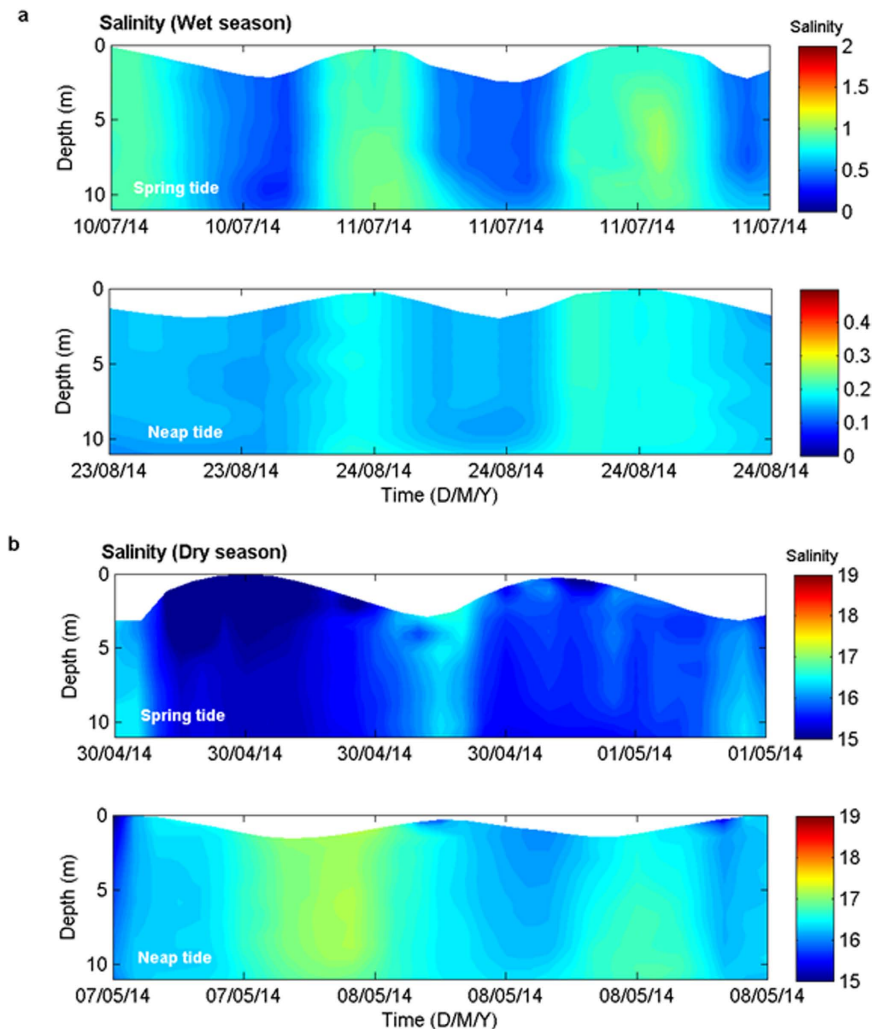 a
Salinity (Wet season)
Salinity
Depth (m)
0
5
10
Spring tide
10/07/14 10/07/14 11/07/14 11/07/14 11/07/14 11/07/14
2
1.5
1
0.5
0
Depth (m)
0
5
10
Neap tide
23/08/14 23/08/14 24/08/14 24/08/14 24/08/14 24/08/14
Time (D/M/Y)
0.4
0.3
0.2
0.1
0
b
Salinity (Dry season)
Salinity
Depth (m)
0
5
10
Spring tide
30/04/14 30/04/14 30/04/14 30/04/14 01/05/14 01/05/14
19
18
17
16
15
Depth (m)
0
5
10
Neap tide
07/05/14 07/05/14 08/05/14 08/05/14 08/05/14 08/05/14
Time (D/M/Y)
19
18
17
16
15